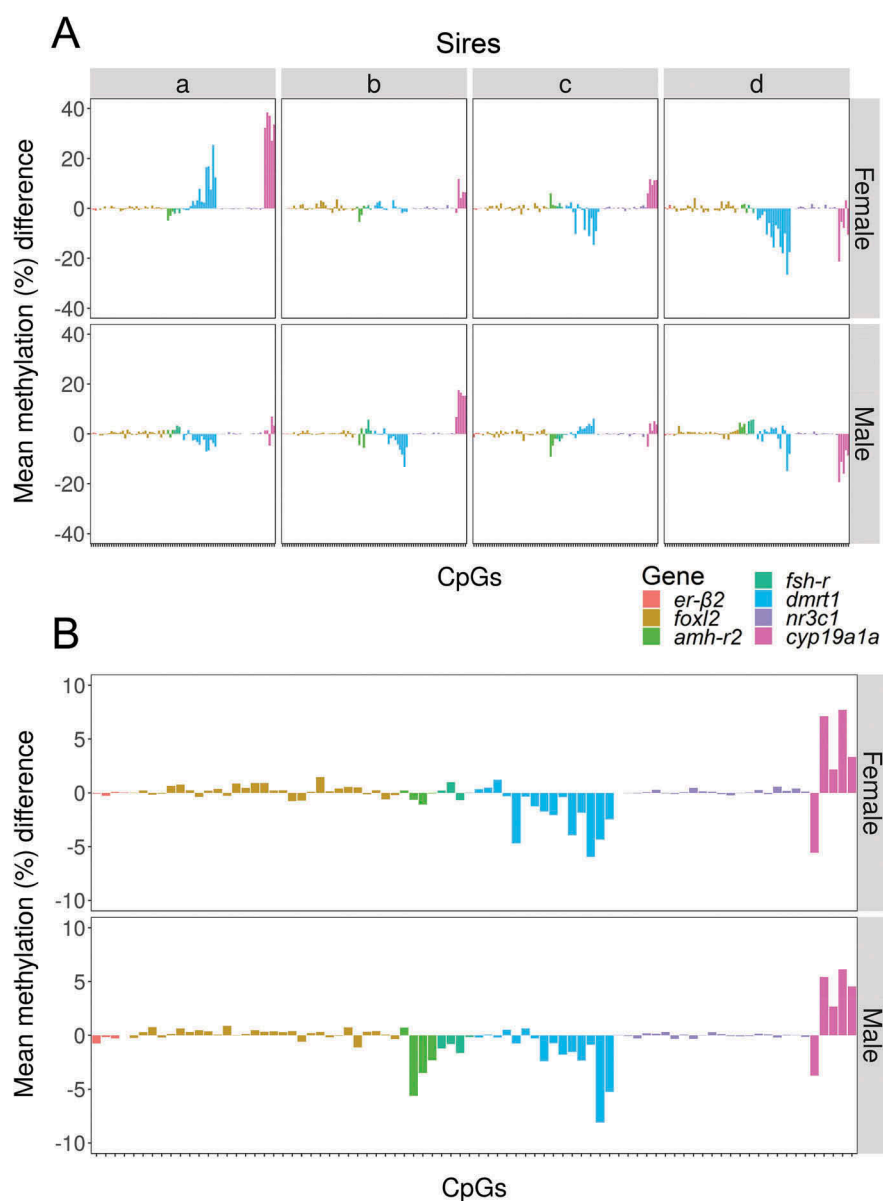 A
Sires
a b c d
Mean methylation (%) difference
40
20
0
-20
-40
Female
40
20
0
-20
-40
Male
CpGs
Gene
er-β2
foxl2
amh-r2
fsh-r
dmrt1
nr3c1
cyp19a1a
B
Mean methylation (%) difference
10
5
0
-5
-10
Female
10
5
0
-5
-10
Male
CpGs